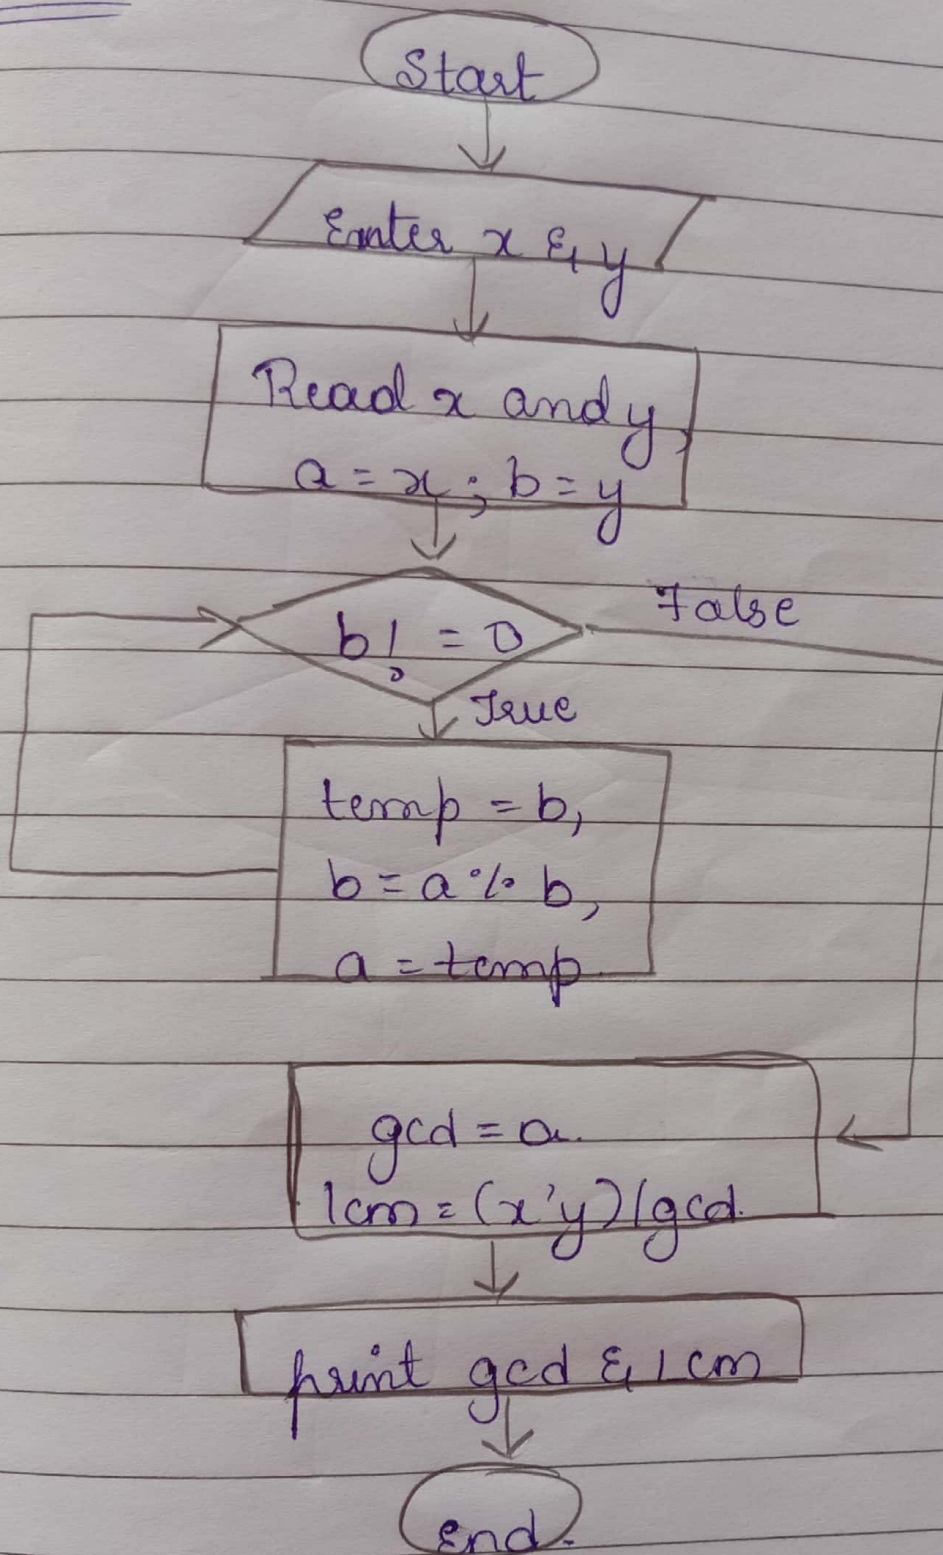 Start
Enter x & y
Read x and y,
a = x ; b = y
b! = 0
False
True
temp = b,
b = a % b,
a = temp
gcd = a.
lcm = (x'y)/gcd.
print gcd & lcm
End.